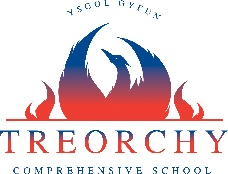 YSGOL GYFUN
TREORCHY
COMPREHENSIVE SCHOOL